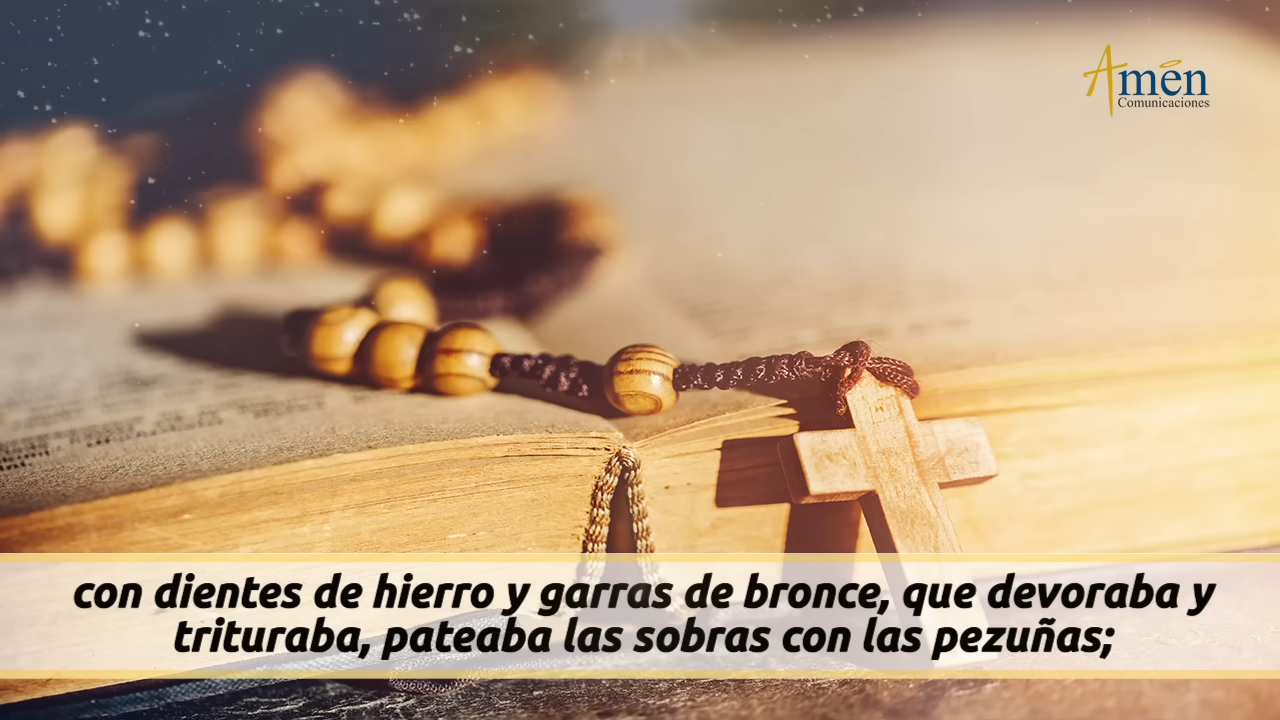 Amén
Comunicaciones
con dientes de hierro y garras de bronce, que devoraba y
trituraba, pateaba las sobras con las pezuñas;